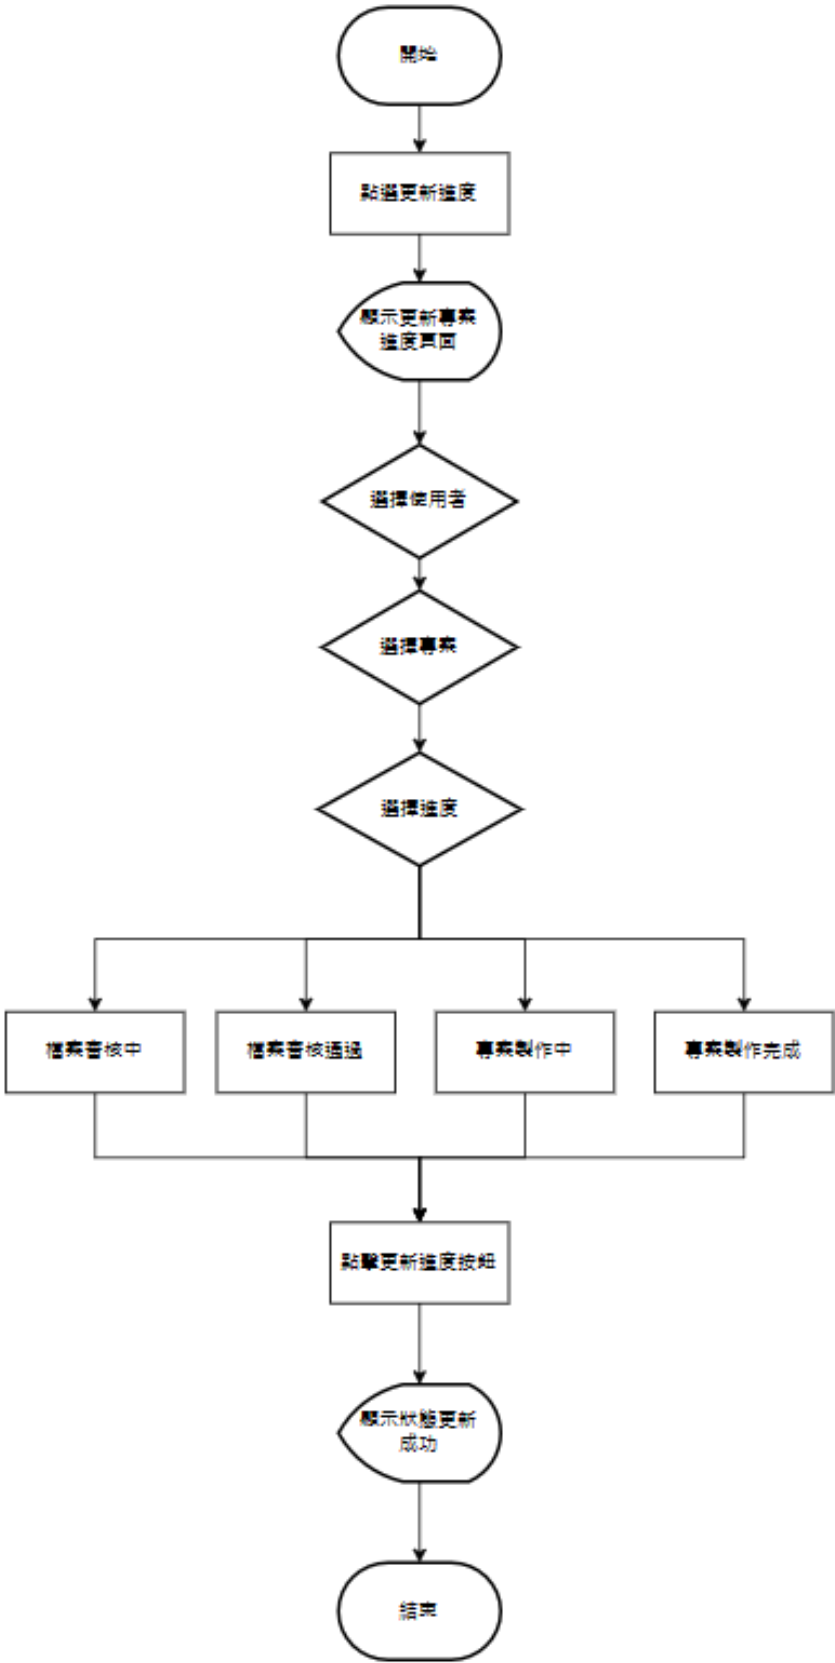 開始
點選更新進度
顯示更新專案
進度頁面
選擇使用者
選擇專案
選擇進度
檔案審核中
檔案審核通過
專案製作中
專案製作完成
點擊更新進度按鈕
顯示狀態更新
成功
結束